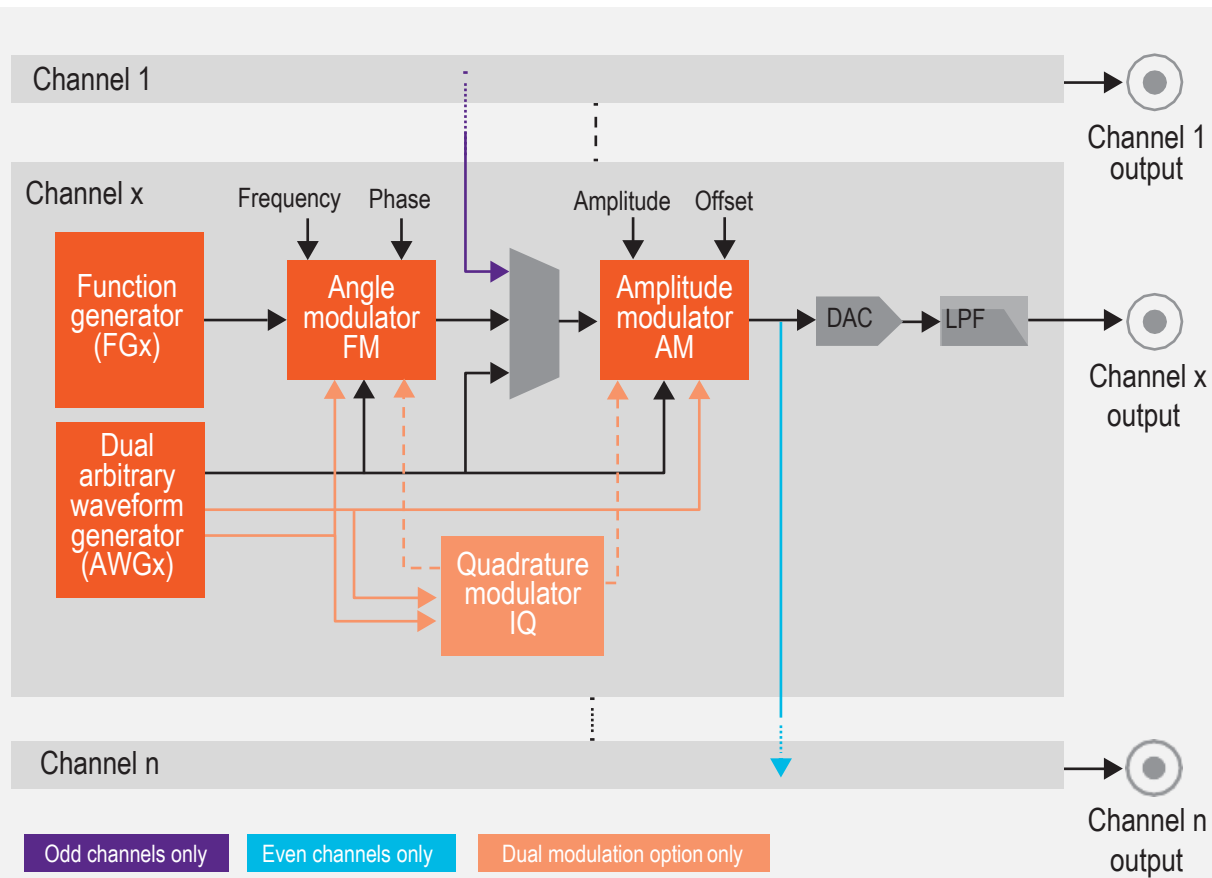 Channel 1
Channel 1
output
Channel x
Frequency
Phase
Amplitude
Offset
Function
generator
(FGx)
Angle
modulator
FM
Amplitude
modulator
AM
DAC
LPF
Channel x
output
Dual
arbitrary
waveform
generator
(AWGx)
Quadrature
modulator
IQ
Channel n
Channel n
output
Odd channels only
Even channels only
Dual modulation option only